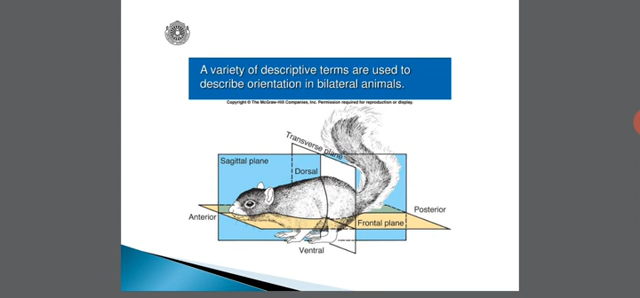 A variety of descriptive terms are used to
describe orientation in bilateral animals.
Copyright © The McGraw-Hill Companies, Inc. Permission required for reproduction or display.
Transverse plane
Sagittal plane
Dorsal
Anterior
Posterior
Frontal plane
Ventral